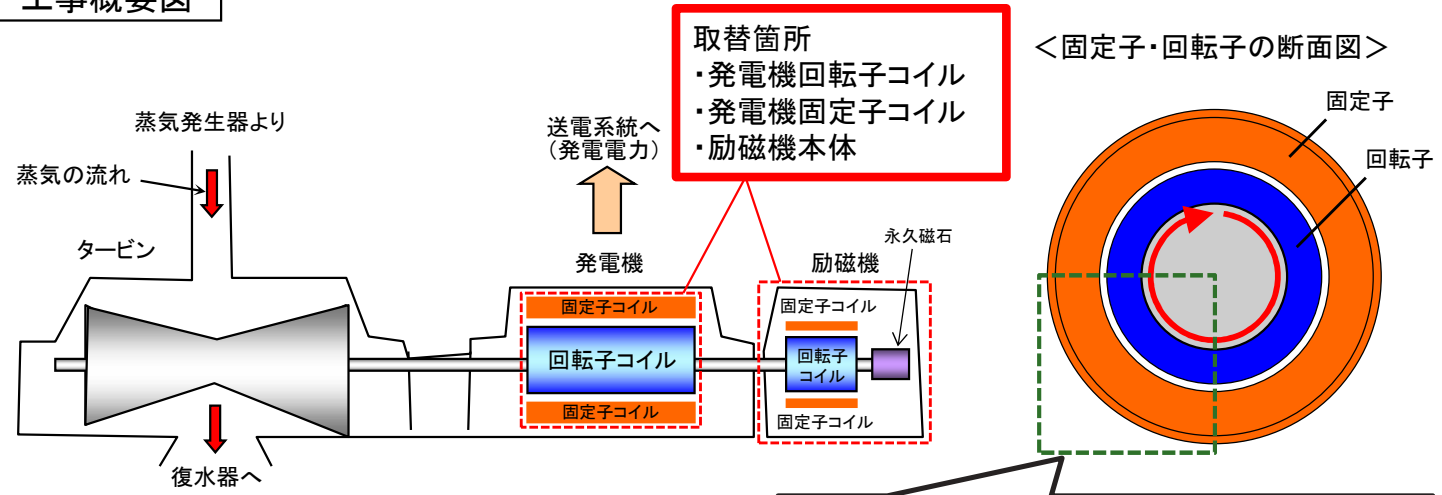 工事概要図
取替箇所
・発電機回転子コイル
・発電機固定子コイル
・励磁機本体
<固定子・回転子の断面図>
固定子
回転子
蒸気発生器より
蒸気の流れ
送電系統へ
(発電電力)
タービン
発電機
励磁機
永久磁石
固定子コイル
回転子コイル
固定子コイル
固定子コイル
回転子
コイル
固定子コイル
復水器へ